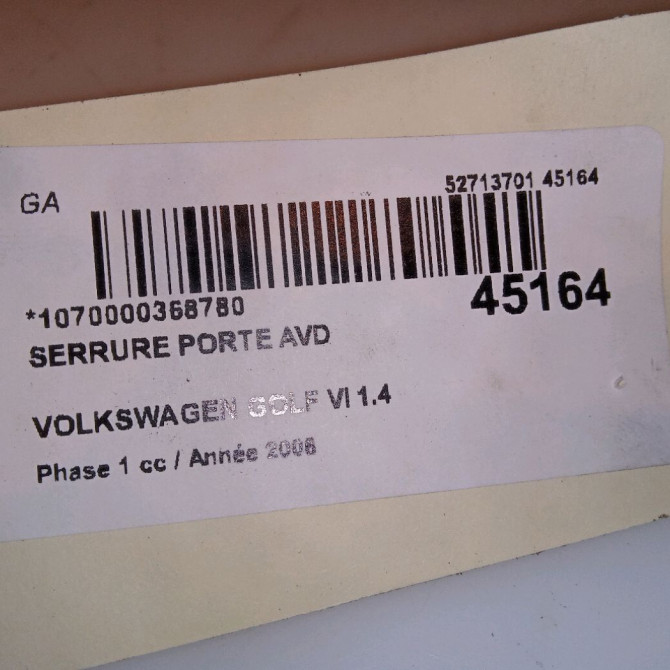 GA
52713701 45164
*1070000368780
45164
SERRURE PORTE AVD
VOLKSWAGEN GOLF VI 1.4
Phase 1 cc / Année 2008